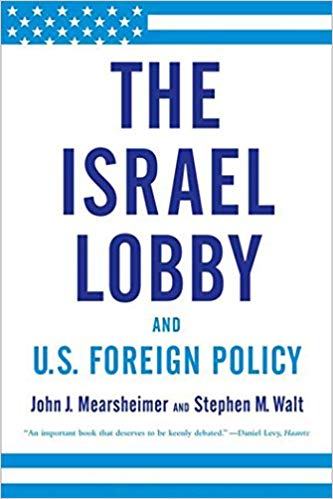 THE
ISRAEL
LOBBY
AND
U.S. FOREIGN POLICY
John J. Mearsheimer AND Stephen M. Walt
“An important book that deserves to be keenly debated.”—Daniel Levy, Haaretz